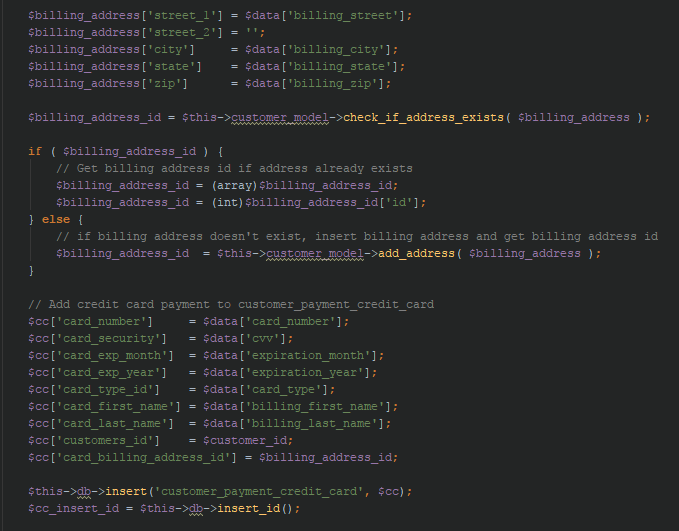 $billing_address['street_1'] = $data['billing_street'];
$billing_address['street_2'] = '';
$billing_address['city']     = $data['billing_city'];
$billing_address['state']    = $data['billing_state'];
$billing_address['zip']      = $data['billing_zip'];
$billing_address_id = $this->customer_model->check_if_address_exists( $billing_address );
if ( $billing_address_id ) {
    // Get billing address id if address already exists
    $billing_address_id = (array)$billing_address_id;
    $billing_address_id = (int)$billing_address_id['id'];
} else {
    // if billing address doesn't exist, insert billing address and get billing address id
    $billing_address_id  = $this->customer_model->add_address( $billing_address );
}
// Add credit card payment to customer_payment_credit_card
$cc['card_number']     = $data['card_number'];
$cc['card_security']   = $data['cvv'];
$cc['card_exp_month']  = $data['expiration_month'];
$cc['card_exp_year']   = $data['expiration_year'];
$cc['card_type_id']    = $data['card_type'];
$cc['card_first_name'] = $data['billing_first_name'];
$cc['card_last_name']  = $data['billing_last_name'];
$cc['customers_id']    = $customer_id;
$cc['card_billing_address_id'] = $billing_address_id;
$this->db->insert('customer_payment_credit_card', $cc);
$cc_insert_id = $this->db->insert_id();